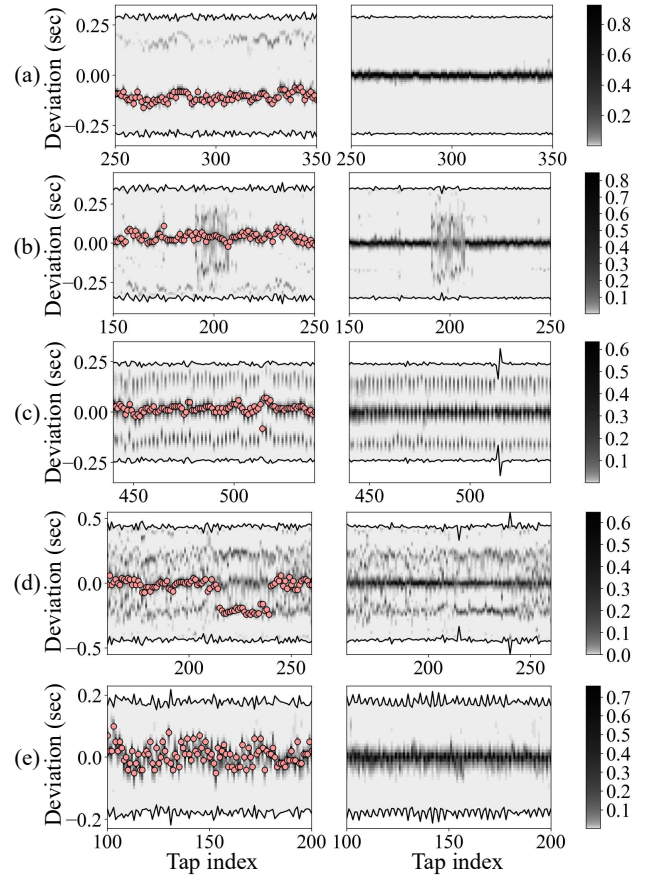 (a) Deviation (sec) 0.25 0.00 −0.25
250 300 350 250 300 350
0.8 0.6 0.4 0.2
(b) Deviation (sec) 0.25 0.00 −0.25
150 200 250 150 200 250
0.8 0.7 0.6 0.5 0.4 0.3 0.2 0.1
(c) Deviation (sec) 0.25 0.00 −0.25
450 500 450 500
0.6 0.5 0.4 0.3 0.2 0.1
(d) Deviation (sec) 0.5 0.0 −0.5
200 250 200 250
0.6 0.5 0.4 0.3 0.2 0.1 0.0
(e) Deviation (sec) 0.2 0.0 −0.2
100 150 200 100 150 200
0.7 0.6 0.5 0.4 0.3 0.2 0.1
Tap index Tap index